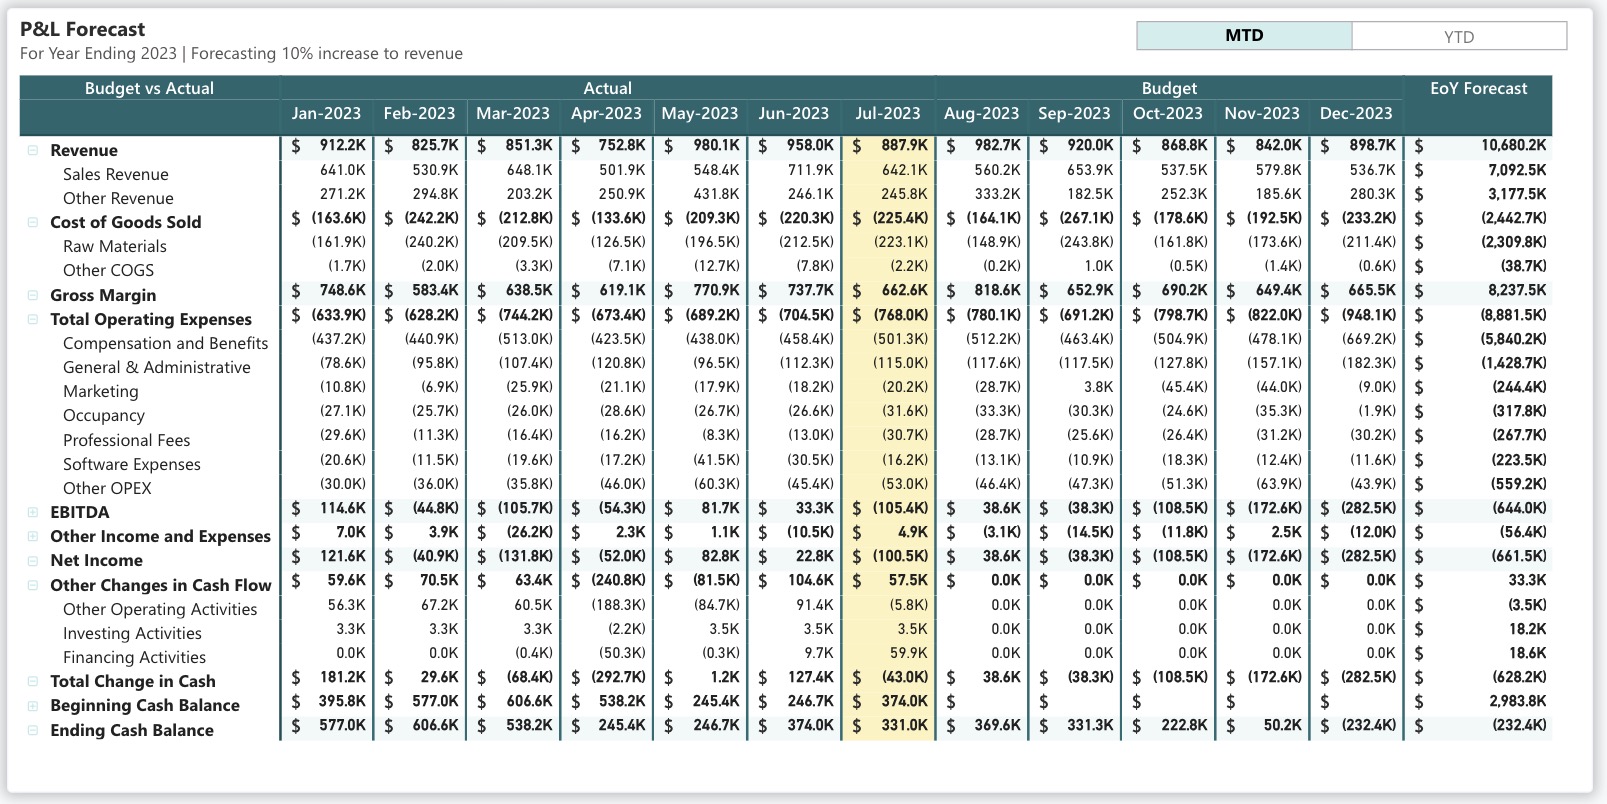 P&L Forecast
For Year Ending 2023 | Forecasting 10% increase to revenue
MTD YTD
Budget vs Actual Actual Budget EoY Forecast
Jan-2023 Feb-2023 Mar-2023 Apr-2023 May-2023 Jun-2023 Jul-2023 Aug-2023 Sep-2023 Oct-2023 Nov-2023 Dec-2023
Revenue $ 912.2K $ 825.7K $ 851.3K $ 752.8K $ 980.1K $ 958.0K $ 887.9K $ 982.7K $ 920.0K $ 868.8K $ 842.0K $ 898.7K $ 10,680.2K
Sales Revenue 641.0K 530.9K 648.1K 501.9K 548.4K 711.9K 642.1K 560.2K 653.9K 537.5K 579.8K 536.7K $ 7,092.5K
Other Revenue 271.2K 294.8K 203.2K 250.9K 431.8K 246.1K 245.8K 333.2K 182.5K 252.3K 185.6K 280.3K $ 3,177.5K
Cost of Goods Sold $ (163.6K) $ (242.2K) $ (212.8K) $ (133.6K) $ (209.3K) $ (220.3K) $ (225.4K) $ (164.1K) $ (267.1K) $ (178.6K) $ (192.5K) $ (233.2K) $ (2,442.7K)
Raw Materials (161.9K) (240.2K) (209.5K) (126.5K) (196.5K) (212.5K) (223.1K) (148.9K) (243.8K) (161.8K) (173.6K) (211.4K) $ (2,309.8K)
Other COGS (1.7K) (2.0K) (3.3K) (7.1K) (12.7K) (7.8K) (2.2K) (0.2K) 1.0K (0.5K) (1.4K) (0.6K) $ (38.7K)
Gross Margin $ 748.6K $ 583.4K $ 638.5K $ 619.1K $ 770.9K $ 737.7K $ 662.6K $ 818.6K $ 652.9K $ 690.2K $ 649.4K $ 665.5K $ 8,237.5K
Total Operating Expenses $ (633.9K) $ (628.2K) $ (744.2K) $ (673.4K) $ (689.2K) $ (704.5K) $ (768.0K) $ (780.1K) $ (691.2K) $ (798.7K) $ (822.0K) $ (948.1K) $ (8,881.5K)
Compensation and Benefits (437.2K) (440.9K) (513.0K) (423.5K) (438.0K) (458.4K) (501.3K) (512.2K) (463.4K) (504.9K) (478.1K) (669.2K) $ (5,840.2K)
General & Administrative (78.6K) (95.8K) (107.4K) (120.8K) (96.5K) (112.3K) (115.0K) (117.6K) (117.5K) (127.8K) (157.1K) (182.3K) $ (1,428.7K)
Marketing (10.8K) (6.9K) (25.9K) (21.1K) (17.9K) (18.2K) (20.2K) (28.7K) 3.8K (45.4K) (44.0K) (9.0K) $ (244.4K)
Occupancy (27.1K) (25.7K) (26.0K) (28.6K) (26.7K) (26.6K) (31.6K) (33.3K) (30.3K) (24.6K) (35.3K) (1.9K) $ (317.8K)
Professional Fees (29.6K) (11.3K) (16.4K) (16.2K) (8.3K) (13.0K) (30.7K) (28.7K) (25.6K) (26.4K) (31.2K) (30.2K) $ (267.7K)
Software Expenses (20.6K) (11.5K) (19.6K) (17.2K) (41.5K) (30.5K) (16.2K) (13.1K) (10.9K) (18.3K) (12.4K) (11.6K) $ (223.5K)
Other OPEX (30.0K) (36.0K) (35.8K) (46.0K) (60.3K) (45.4K) (53.0K) (46.4K) (47.3K) (51.3K) (63.9K) (43.9K) $ (559.2K)
EBITDA $ 114.6K $ (44.8K) $ (105.7K) $ (54.3K) $ 81.7K $ 33.3K $ (105.4K) $ 38.6K $ (38.3K) $ (108.5K) $ (172.6K) $ (282.5K) $ (644.0K)
Other Income and Expenses $ 7.0K $ 3.9K $ (26.2K) $ 2.3K $ 1.1K $ (10.5K) $ 4.9K $ (3.1K) $ (14.5K) $ (11.8K) $ 2.5K $ (12.0K) $ (56.4K)
Net Income $ 121.6K $ (40.9K) $ (131.8K) $ (52.0K) $ 82.8K $ 22.8K $ (100.5K) $ 38.6K $ (38.3K) $ (108.5K) $ (172.6K) $ (282.5K) $ (661.5K)
Other Changes in Cash Flow $ 59.6K $ 70.5K $ 63.4K $ (240.8K) $ (81.5K) $ 104.6K $ 57.5K $ 0.0K $ 0.0K $ 0.0K $ 0.0K $ 0.0K $ 33.3K
Other Operating Activities 56.3K 67.2K 60.5K (188.3K) (84.7K) 91.4K (5.8K) 0.0K 0.0K 0.0K 0.0K 0.0K $ (3.5K)
Investing Activities 3.3K 3.3K 3.3K (2.2K) 3.5K 3.5K 3.5K 0.0K 0.0K 0.0K 0.0K 0.0K $ 18.2K
Financing Activities 0.0K 0.0K (0.4K) (50.3K) (0.3K) 9.7K 59.9K 0.0K 0.0K 0.0K 0.0K 0.0K $ 18.6K
Total Change in Cash $ 181.2K $ 29.6K $ (68.4K) $ (292.7K) $ 1.2K $ 127.4K $ (43.0K) $ 38.6K $ (38.3K) $ (108.5K) $ (172.6K) $ (282.5K) $ (628.2K)
Beginning Cash Balance $ 395.8K $ 577.0K $ 606.6K $ 538.2K $ 245.4K $ 246.7K $ 374.0K $ $ $ $ $ $ 2,983.8K
Ending Cash Balance $ 577.0K $ 606.6K $ 538.2K $ 245.4K $ 246.7K $ 374.0K $ 331.0K $ 369.6K $ 331.3K $ 222.8K $ 50.2K $ (232.4K) $ (232.4K)